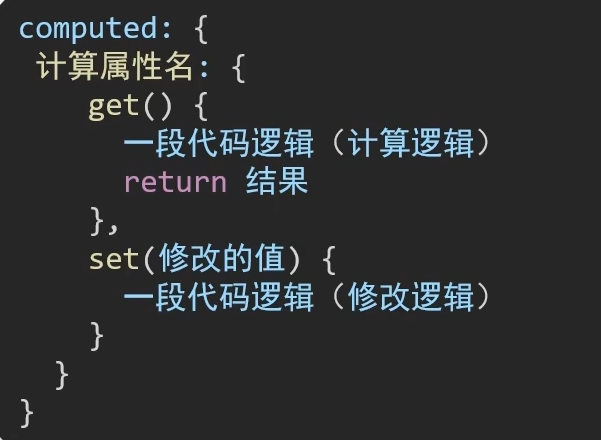 computed: {
计算属性名: {
get() {
一段代码逻辑（计算逻辑）
return 结果
},
set(修改的值) {
一段代码逻辑（修改逻辑）
}
}
}